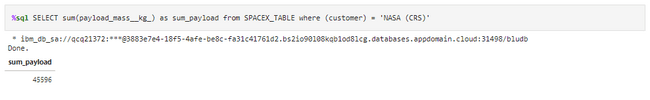 %sql SELECT sum(payload_mass__kg_) as sum_payload from SPACEX_TABLE where (customer) = 'NASA (CRS)'
* ibm_db_sa://qcq21372:***@3883e7e4-18f5-4afe-be8c-fa31c41761d2.bs2io90l08kqb1od8lcg.databases.appdomain.cloud:31498/bludb
Done.
sum_payload
45596